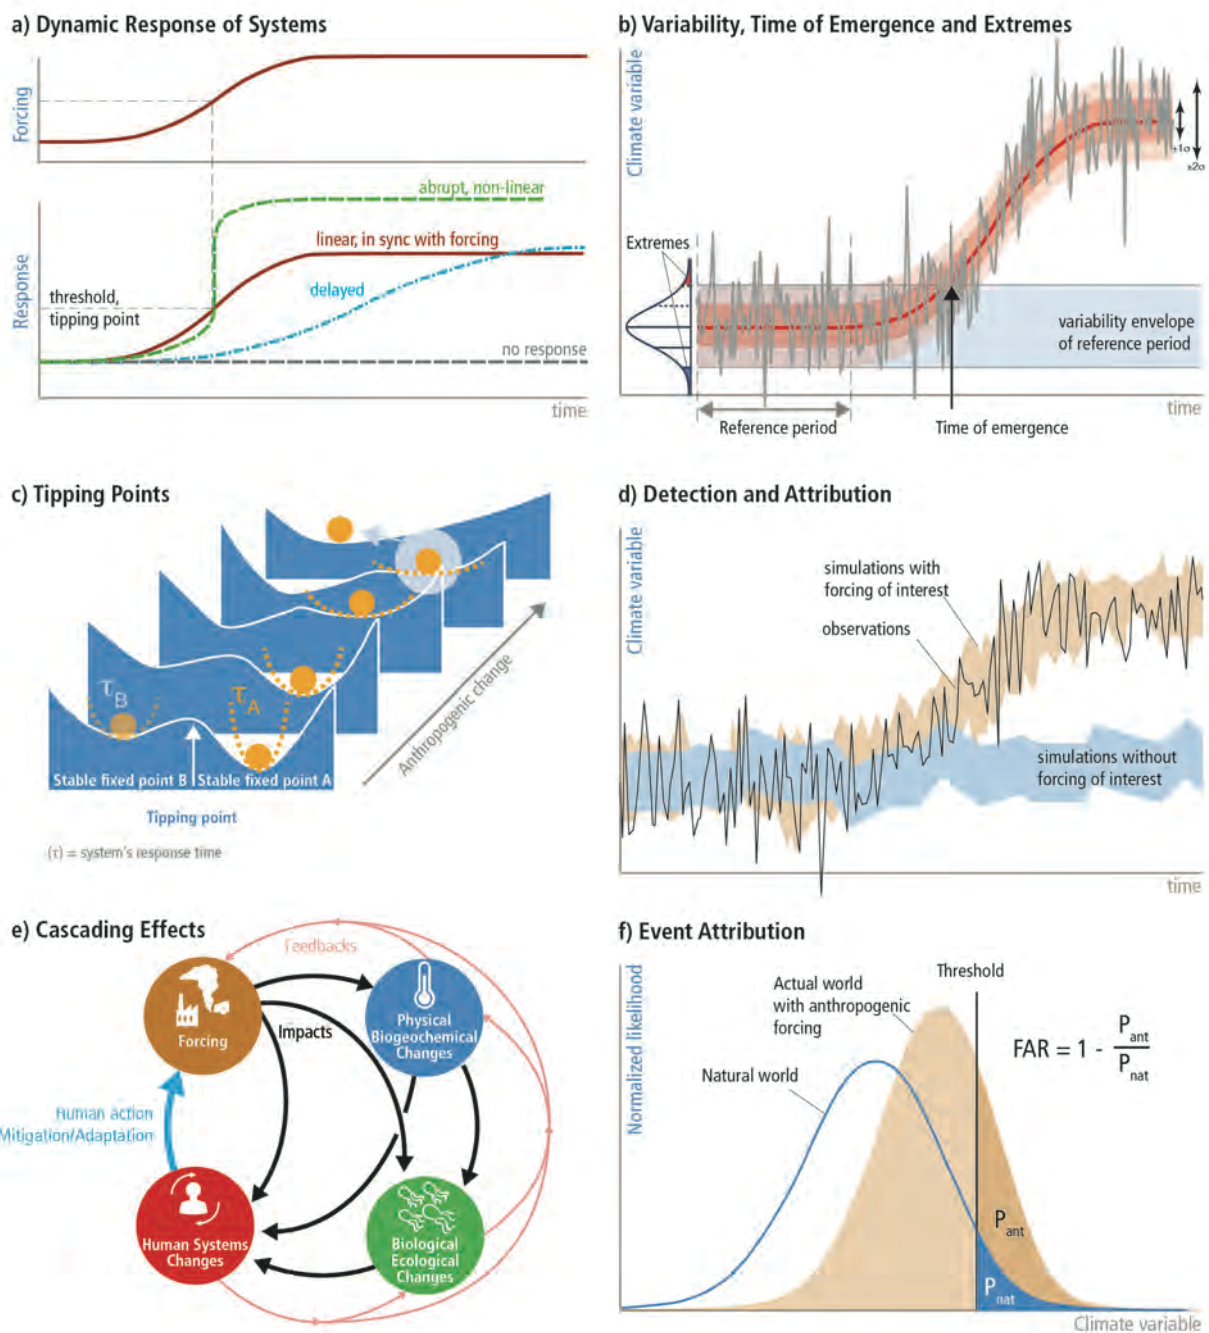 a) Dynamic Response of Systems
Forcing
abrupt, non-linear
linear, in sync with forcing
delayed
threshold,
tipping point
no response
Response
time
b) Variability, Time of Emergence and Extremes
Climate variable
±1σ
±2σ
Extremes
variability envelope
of reference period
time
Reference period
Time of emergence
c) Tipping Points
τB
τA
Anthropogenic change
Stable fixed point B
Stable fixed point A
Tipping point
(τ) = system's response time
d) Detection and Attribution
Climate variable
simulations with
forcing of interest
observations
simulations without
forcing of interest
time
e) Cascading Effects
Feedbacks
Forcing
Impacts
Physical
Biogeochemical
Changes
Human action
Mitigation/Adaptation
Human Systems
Changes
Biological
Ecological
Changes
f) Event Attribution
Normalized likelihood
Threshold
Actual world
with anthropogenic
forcing
Natural world
FAR = 1 - Pant / Pnat
Pant
Pnat
Climate variable